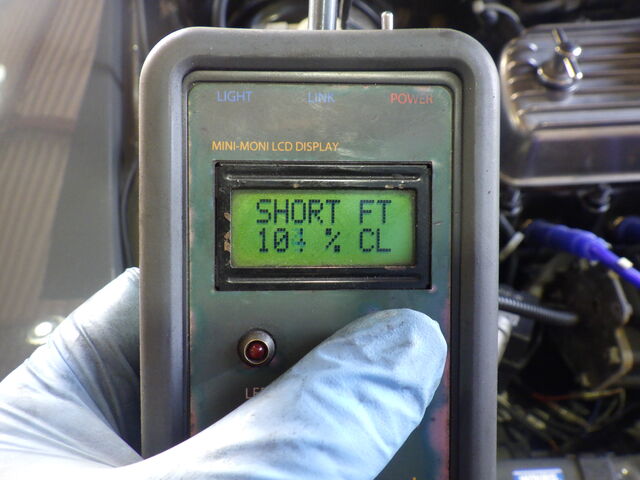 LIGHT LINK POWER
MINI-MONI LCD DISPLAY
SHORT FT
% CL